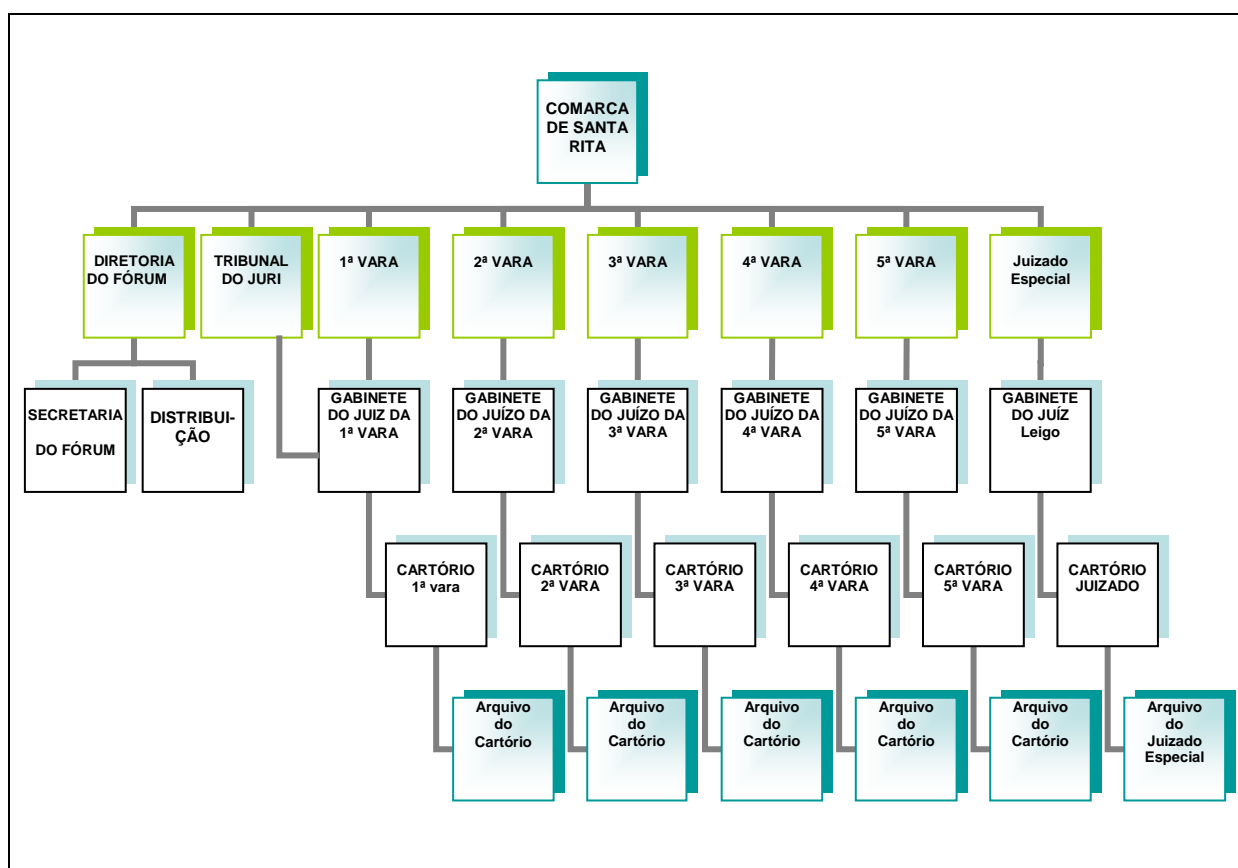 COMARCA
DE SANTA
RITA
DIRETORIA
DO FÓRUM
TRIBUNAL
DO JURI
1ª VARA
2ª VARA
3ª VARA
4ª VARA
5ª VARA
Juizado
Especial
SECRETARIA
DO FÓRUM
DISTRIBUI-
ÇÃO
GABINETE
DO JUIZ DA
1ª VARA
GABINETE
DO JUÍZO DA
2ª VARA
GABINETE
DO JUÍZO DA
3ª VARA
GABINETE
DO JUÍZO DA
4ª VARA
GABINETE
DO JUÍZO DA
5ª VARA
GABINETE
DO JUÍZ
Leigo
CARTÓRIO
1ª vara
CARTÓRIO
2ª VARA
CARTÓRIO
3ª VARA
CARTÓRIO
4ª VARA
CARTÓRIO
5ª VARA
CARTÓRIO
JUIZADO
Arquivo
do
Cartório
Arquivo
do
Cartório
Arquivo
do
Cartório
Arquivo
do
Cartório
Arquivo
do
Cartório
Arquivo
do
Juizado
Especial